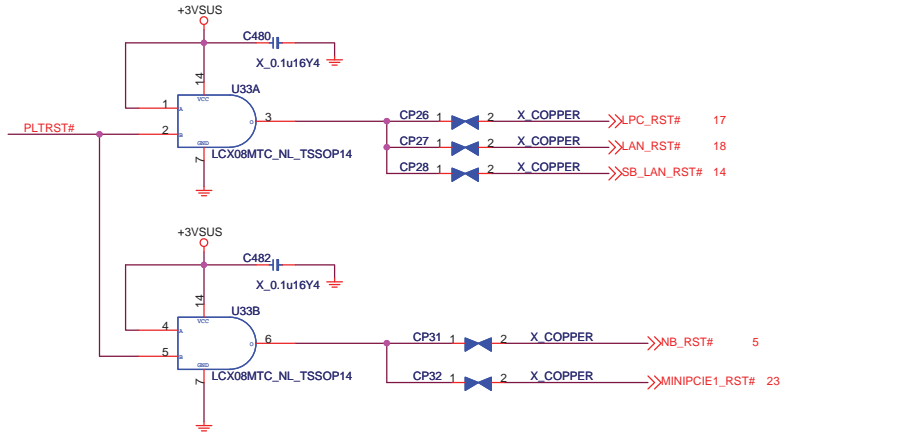 +3VSUS
C480
X_0.1u16Y4
14
U33A
VCC
1
A
3
O
CP26 1 2 X_COPPER LPC_RST# 17
PLTRST#
2
B
CP27 1 2 X_COPPER LAN_RST# 18
GND
7
LCX08MTC_NL_TSSOP14
CP28 1 2 X_COPPER SB_LAN_RST# 14
+3VSUS
C482
X_0.1u16Y4
14
U33B
VCC
4
A
6
O
CP31 1 2 X_COPPER NB_RST# 5
5
B
GND
7
LCX08MTC_NL_TSSOP14
CP32 1 2 X_COPPER MINIPCIE1_RST# 23